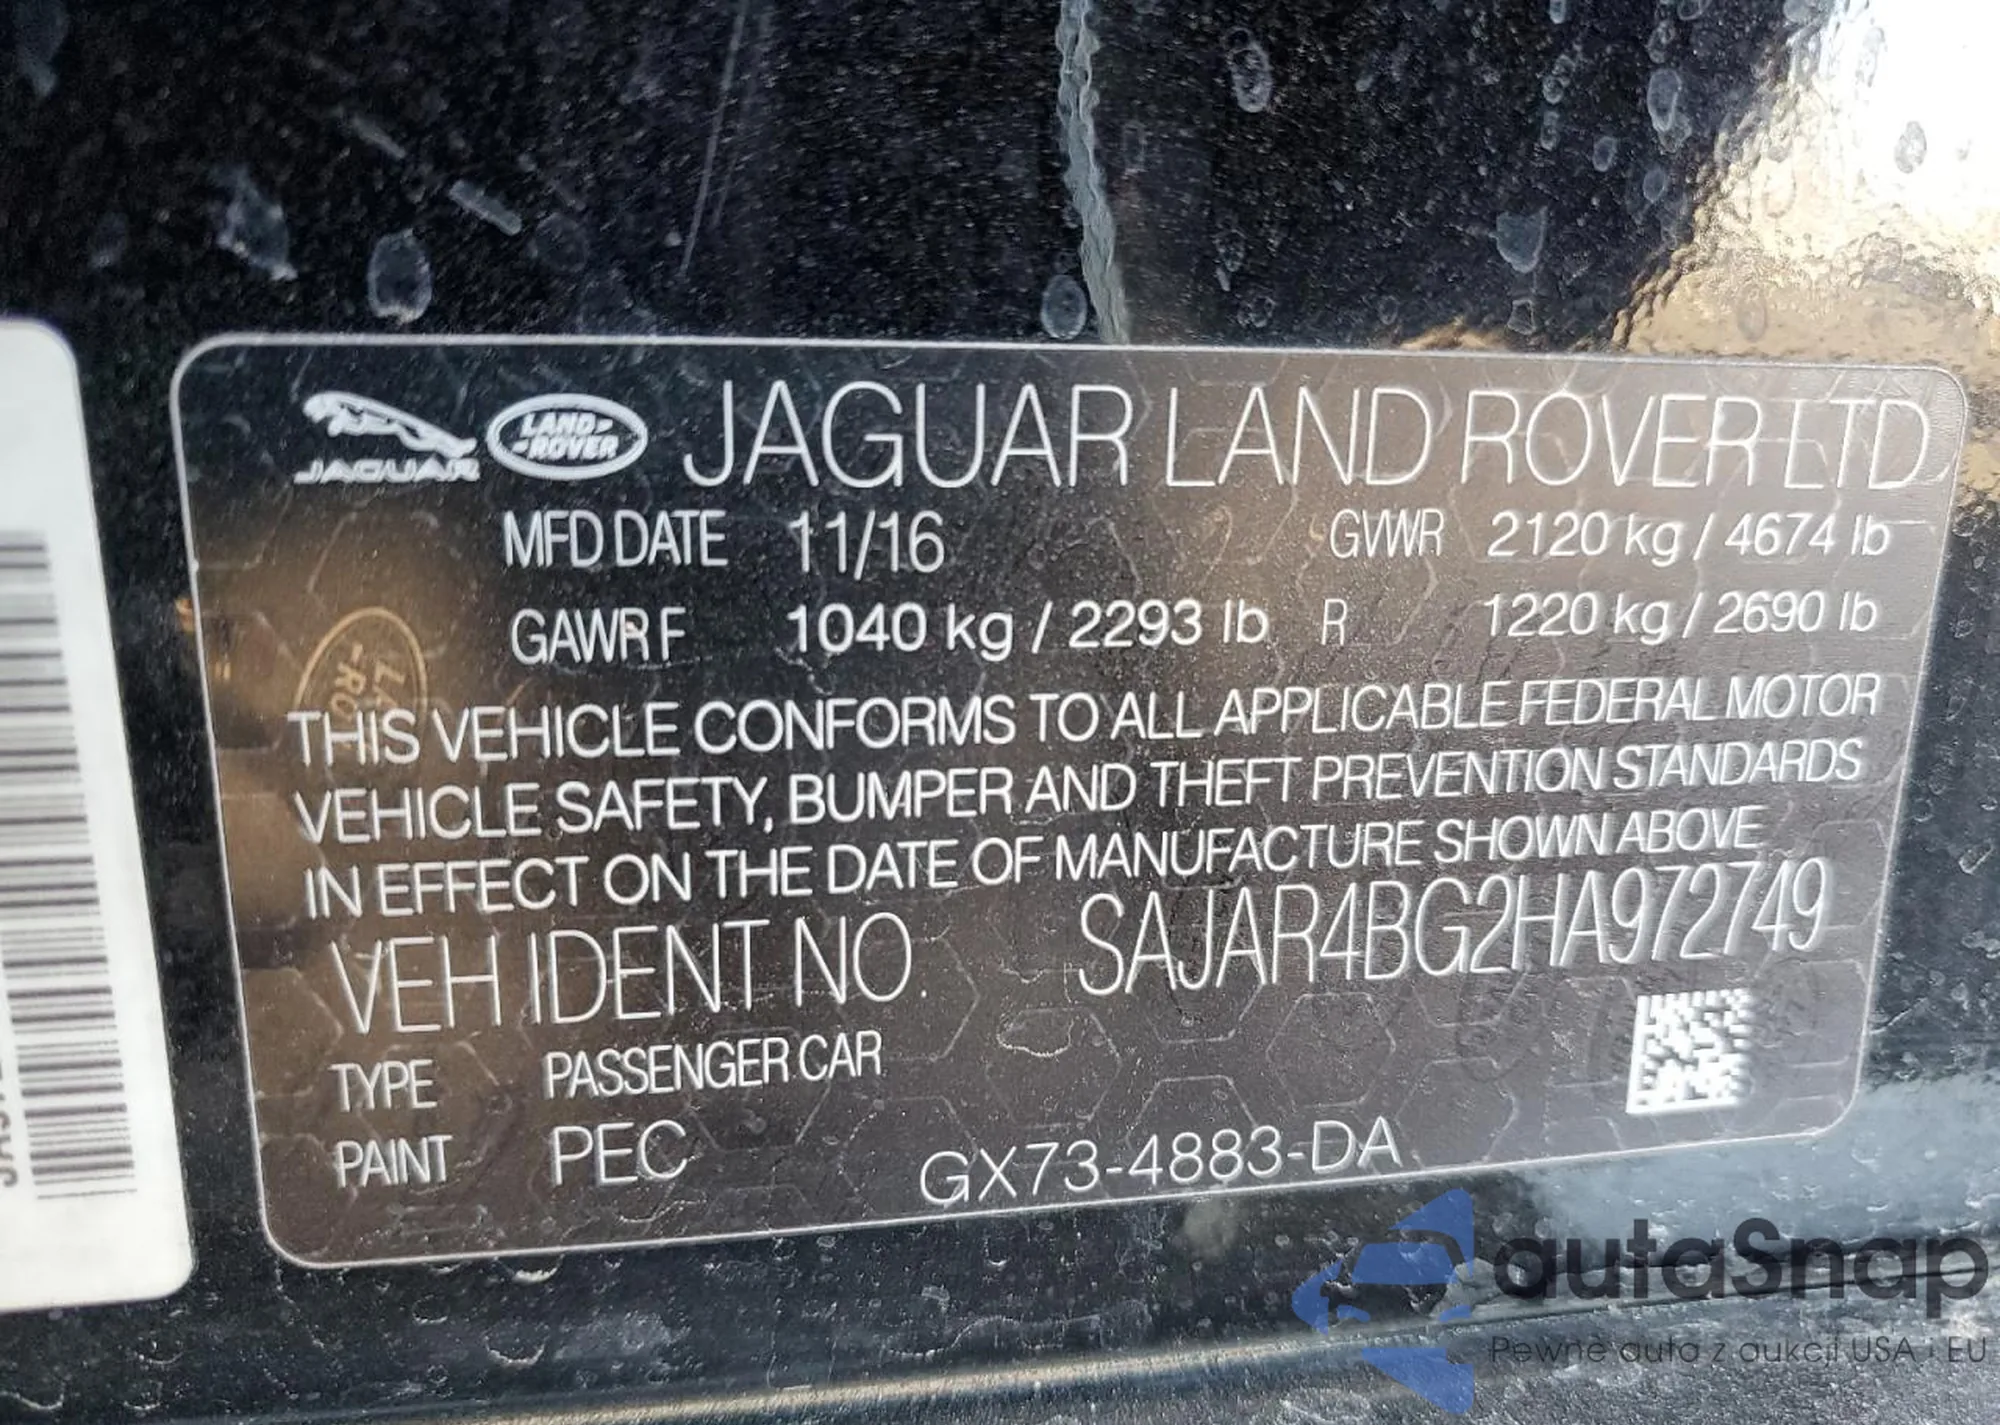 JAGUAR LAND ROVER JAGUAR LAND ROVER LTD
MFD DATE 11/16 GVWR 2120 kg / 4674 lb
GAWR F 1040 kg / 2293 lb R 1220 kg / 2690 lb
THIS VEHICLE CONFORMS TO ALL APPLICABLE FEDERAL MOTOR
VEHICLE SAFETY, BUMPER AND THEFT PREVENTION STANDARDS
IN EFFECT ON THE DATE OF MANUFACTURE SHOWN ABOVE
VEH IDENT NO. SAJAR4BG2HA972749
TYPE PASSENGER CAR
PAINT PEC GX73-4883-DA
autaSnap
Pewne auta z aukcji USA i EU